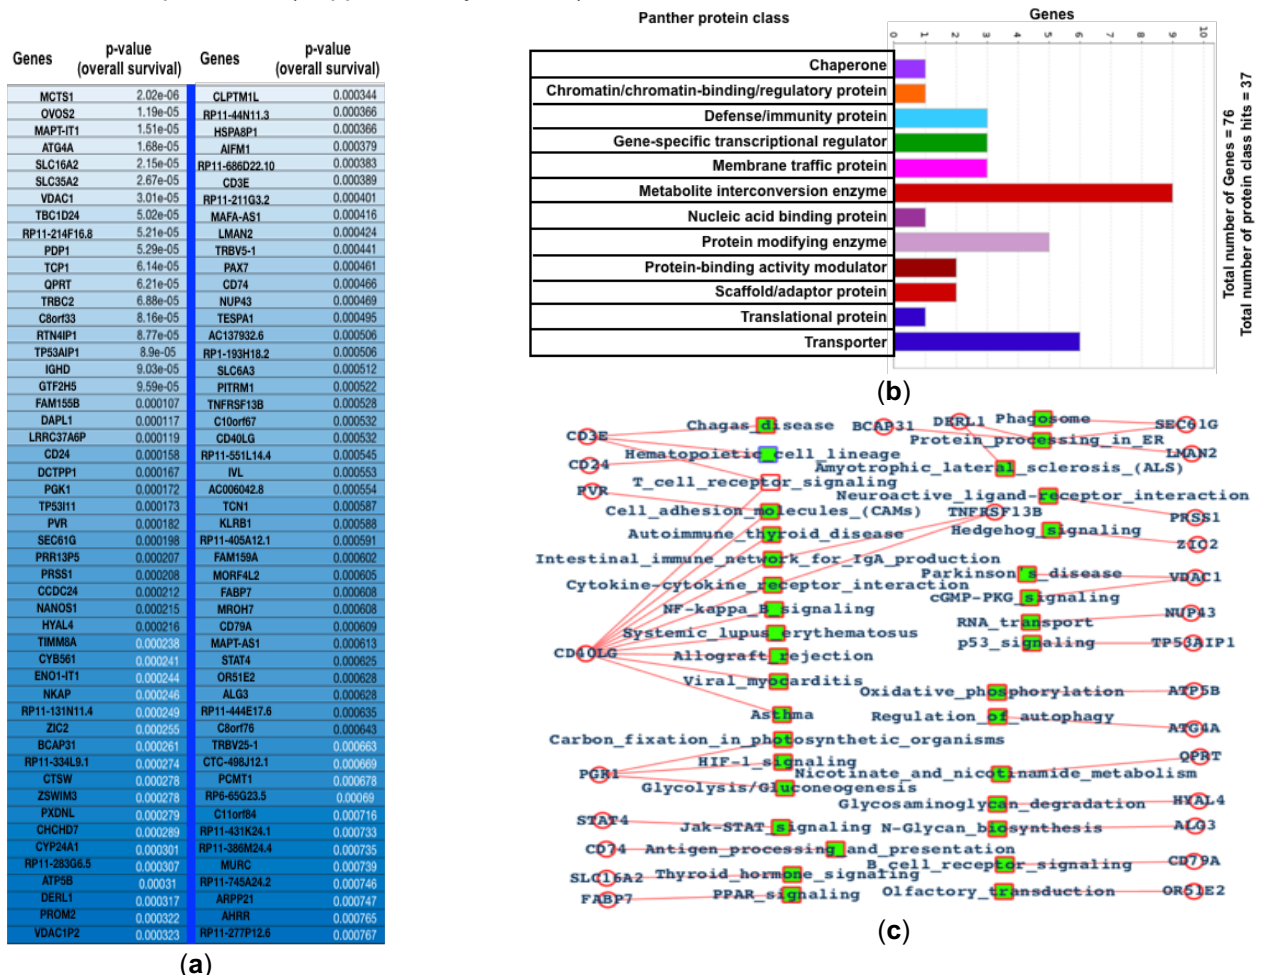 Genes p-value (overall survival) Genes p-value (overall survival)
MCTS1 2.02e-06 CLPTM1L 0.000344
OVOS2 1.19e-05 RP11-44N11.3 0.000366
MAPT-IT1 1.51e-05 HSPA8P1 0.000366
ATG4A 1.68e-05 AIFM1 0.000379
SLC16A2 2.15e-05 RP11-686D22.10 0.000383
SLC35A2 2.67e-05 CD3E 0.000389
VDAC1 3.01e-05 RP11-211G3.2 0.000401
TBC1D24 5.02e-05 MAFA-AS1 0.000416
RP11-214F16.8 5.21e-05 LMAN2 0.000424
PDP1 5.29e-05 TRBV5-1 0.000441
TCP1 6.14e-05 PAX7 0.000461
QPRT 6.21e-05 CD74 0.000466
TRBC2 6.88e-05 NUP43 0.000469
C8orf33 8.16e-05 TESPA1 0.000495
RTN4IP1 8.77e-05 AC137932.6 0.000506
TP53AIP1 8.9e-05 RP1-193H18.2 0.000506
IGHD 9.03e-05 SLC6A3 0.000512
GTF2H5 9.59e-05 PITRM1 0.000522
FAM155B 0.000107 TNFRSF13B 0.000528
DAPL1 0.000117 C10orf67 0.000532
LRRC37A6P 0.000119 CD40LG 0.000532
CD24 0.000158 RP11-551L14.4 0.000545
DCTPP1 0.000167 IVL 0.000553
PGK1 0.000172 AC006042.8 0.000554
TP53I11 0.000173 TCN1 0.000587
PVR 0.000182 KLRB1 0.000588
SEC61G 0.000198 RP11-405A12.1 0.000591
PRR13P5 0.000207 FAM159A 0.000602
PRSS1 0.000208 MORF4L2 0.000605
CCDC24 0.000212 FABP7 0.000608
NANOS1 0.000215 MROH7 0.000608
HYAL4 0.000216 CD79A 0.000609
TIMM8A 0.000238 MAPT-AS1 0.000613
CYB561 0.000241 STAT4 0.000625
ENO1-IT1 0.000244 OR51E2 0.000628
NKAP 0.000246 ALG3 0.000628
RP11-131N11.4 0.000249 RP11-444E17.6 0.000635
ZIC2 0.000255 C8orf76 0.000643
BCAP31 0.000261 TRBV25-1 0.000663
RP11-334L9.1 0.000274 CTC-498J12.1 0.000669
CTSW 0.000278 PCMT1 0.000678
ZSWIM3 0.000278 RP6-65G23.5 0.00069
PXDNL 0.000279 C11orf84 0.000716
CHCHD7 0.000289 RP11-431K24.1 0.000733
CYP24A1 0.000301 RP11-386M24.4 0.000735
RP11-283G6.5 0.000307 MURC 0.000739
ATP5B 0.00031 RP11-745A24.2 0.000746
DERL1 0.000317 ARPP21 0.000747
PROM2 0.000322 AHRR 0.000765
VDAC1P2 0.000323 RP11-277P12.6 0.000767
(a)
Panther protein class Genes
0 1 2 3 4 5 6 7 8 9 10
Chaperone
Chromatin/chromatin-binding/regulatory protein
Defense/immunity protein
Gene-specific transcriptional regulator
Membrane traffic protein
Metabolite interconversion enzyme
Nucleic acid binding protein
Protein modifying enzyme
Protein-binding activity modulator
Scaffold/adaptor protein
Translational protein
Transporter
Total number of Genes = 76
Total number of protein class hits = 37
(b)
CD3E Chagas_disease BCAP31 DERL1 Phagosome SEC61G
Protein_processing_in_ER
CD24 Hematopoietic_cell_lineage LMAN2
Amyotrophic_lateral_sclerosis_(ALS)
PVR T_cell_receptor_signaling
Neuroactive_ligand-receptor_interaction
Cell_adhesion_molecules_(CAMs) TNFRSF13B PRSS1
Autoimmune_thyroid_disease Hedgehog_signaling ZIC2
Intestinal_immune_network_for_IgA_production
Cytokine-cytokine_receptor_interaction Parkinson's_disease VDAC1
cGMP-PKG_signaling
NF-kappa_B_signaling RNA_transport NUP43
Systemic_lupus_erythematosus p53_signaling TP53AIP1
CD40LG Allograft_rejection
Viral_myocarditis Oxidative_phosphorylation ATP5B
Asthma Regulation_of_autophagy ATG4A
Carbon_fixation_in_photosynthetic_organisms
HIF-1_signaling QPRT
PGK1 Nicotinate_and_nicotinamide_metabolism
Glycolysis/Gluconeogenesis
Glycosaminoglycan_degradation HYAL4
STAT4 Jak-STAT_signaling N-Glycan_biosynthesis ALG3
CD74 Antigen_processing_and_presentation
B_cell_receptor_signaling CD79A
SLC16A2 Thyroid_hormone_signaling
FABP7 PPAR_signaling Olfactory_transduction OR51E2
(c)